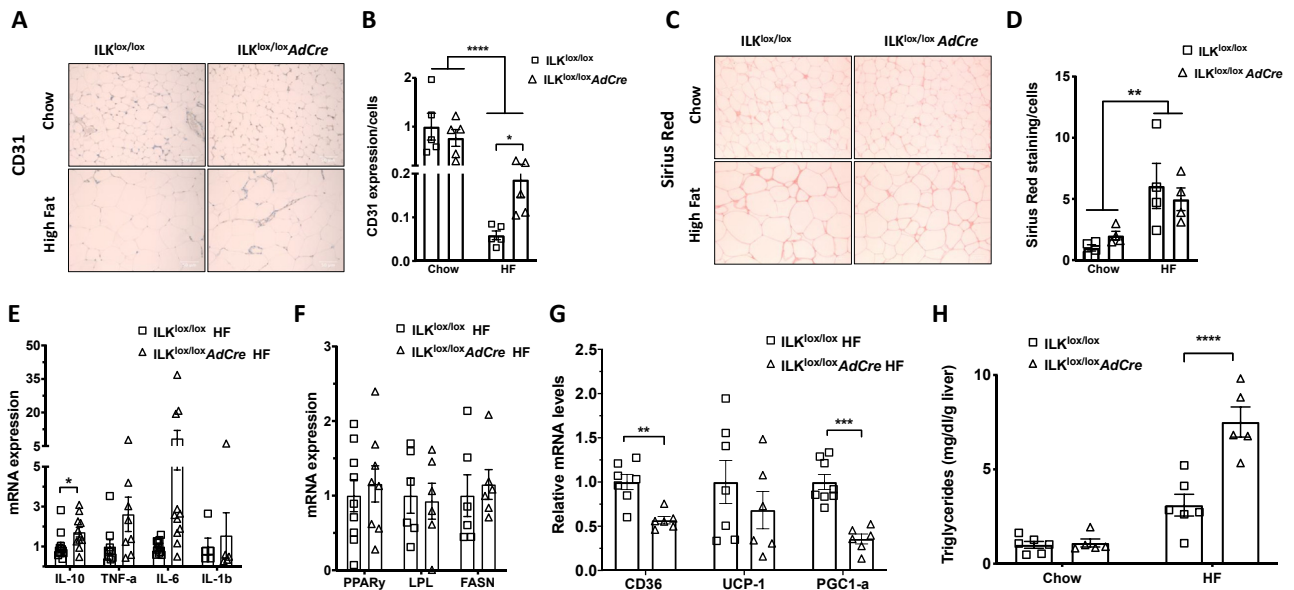 A
ILKlox/lox
ILKlox/loxAdCre
CD31
Chow
High Fat
B
****
ILKlox/lox
ILKlox/loxAdCre
CD31 expression/cells
2
1
0.2
0.1
0.0
*
Chow
HF
C
ILKlox/lox
ILKlox/lox AdCre
Sirius Red
Chow
High Fat
D
ILKlox/lox
ILKlox/lox AdCre
Sirius Red staining/cells
15
10
5
0
**
Chow
HF
E
ILKlox/lox HF
ILKlox/loxAdCre HF
mRNA expression
50
35
20
5
5
3
1
*
IL-10
TNF-a
IL-6
IL-1b
F
ILKlox/lox HF
ILKlox/loxAdCre HF
mRNA expression
3
2
1
0
PPARy
LPL
FASN
G
ILKlox/lox HF
ILKlox/loxAdCre HF
Relative mRNA levels
2.5
2.0
1.5
1.0
0.5
0.0
**
***
CD36
UCP-1
PGC1-a
H
ILKlox/lox
ILKlox/loxAdCre
Triglycerides (mg/dl/g liver)
10
5
0
****
Chow
HF